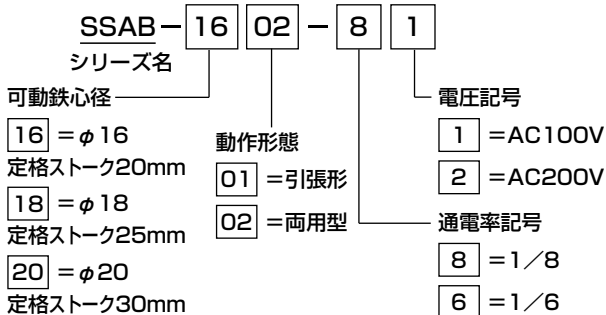 SSAB-16 02-8 1
シリーズ名
可動鉄心径
16 =φ16
定格ストーク20mm
18 =φ18
定格ストーク25mm
20 =φ20
定格ストーク30mm
動作形態
01 =引張形
02 =両用型
電圧記号
1 =AC100V
2 =AC200V
通電率記号
8 =1／8
6 =1／6